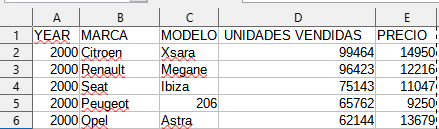 A B C D E
1 YEAR MARCA MODELO UNIDADES VENDIDAS PRECIO
2 2000 Citroen Xsara 99464 14950
3 2000 Renault Megane 96423 12216
4 2000 Seat Ibiza 75143 11047
5 2000 Peugeot 206 65762 9250
6 2000 Opel Astra 62144 13679